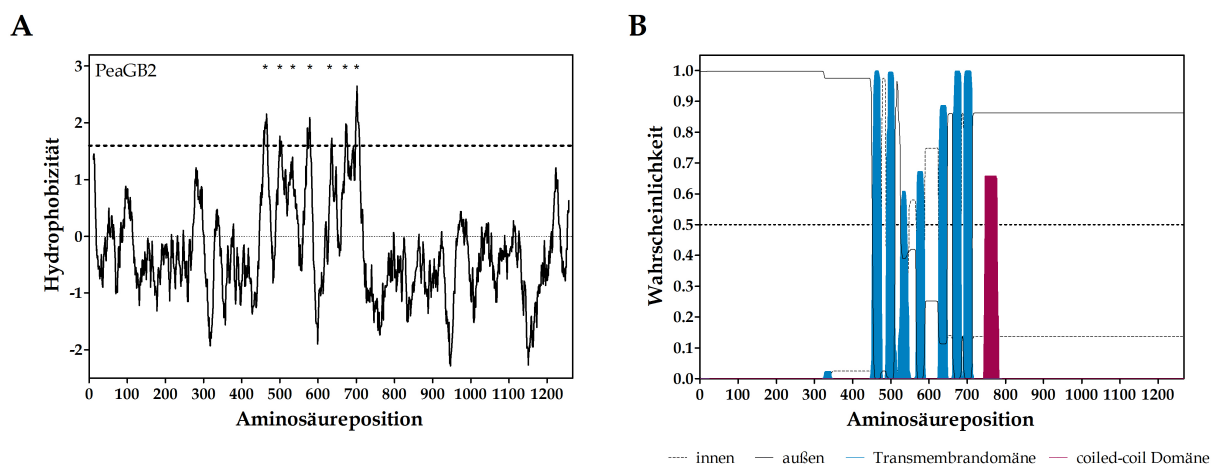 A
B
PeaGB2
* * * * * * *
Hydrophobizität
3
2
1
0
-1
-2
0 100 200 300 400 500 600 700 800 900 1000 1100 1200
Aminosäureposition
Wahrscheinlichkeit
1.0
0.9
0.8
0.7
0.6
0.5
0.4
0.3
0.2
0.1
0.0
0 100 200 300 400 500 600 700 800 900 1000 1100 1200
Aminosäureposition
innen außen Transmembrandomäne coiled-coil Domäne